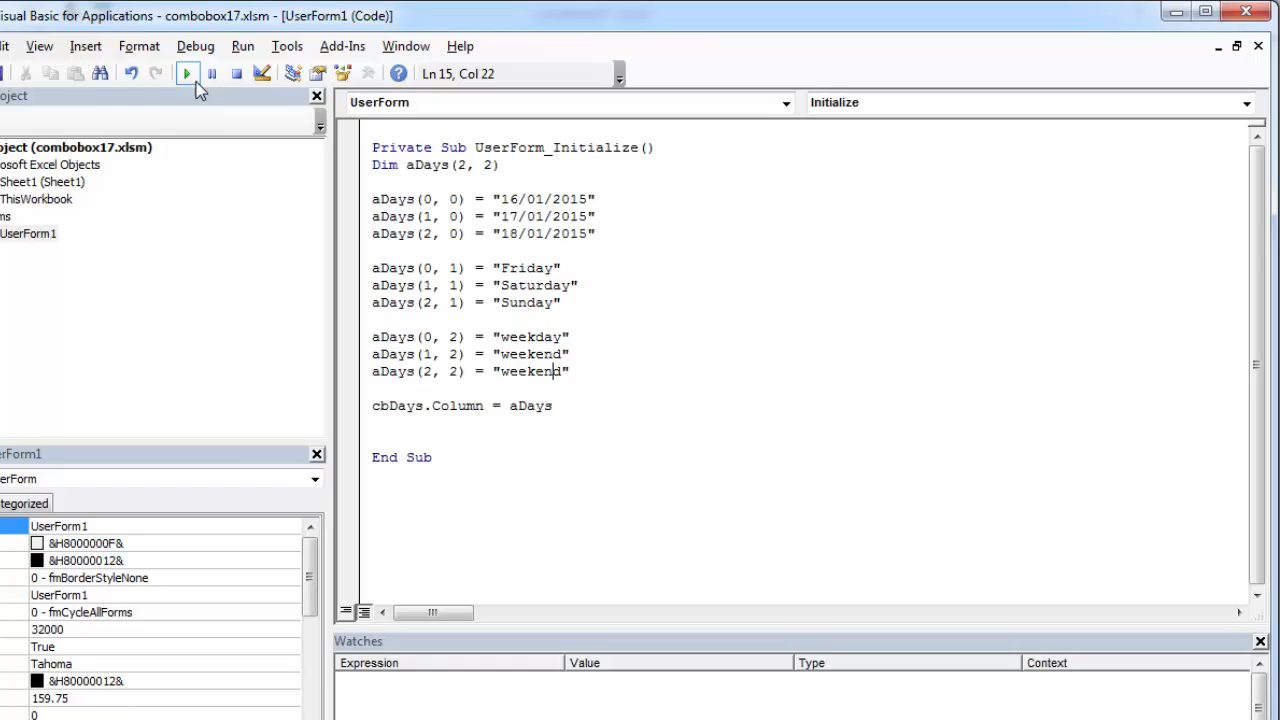 isual Basic for Applications - combobox17.xlsm - [UserForm1 (Code)]
it View Insert Format Debug Run Tools Add-Ins Window Help
Ln 15, Col 22
oject
UserForm Initialize
oject (combobox17.xlsm)
osoft Excel Objects
Sheet1 (Sheet1)
ThisWorkbook
ms
UserForm1
Private Sub UserForm_Initialize()
Dim aDays(2, 2)
aDays(0, 0) = "16/01/2015"
aDays(1, 0) = "17/01/2015"
aDays(2, 0) = "18/01/2015"
aDays(0, 1) = "Friday"
aDays(1, 1) = "Saturday"
aDays(2, 1) = "Sunday"
aDays(0, 2) = "weekday"
aDays(1, 2) = "weekend"
aDays(2, 2) = "weekend"
cbDays.Column = aDays
End Sub
erForm1
erForm
tegorized
UserForm1
&H8000000F&
&H80000012&
0 - fmBorderStyleNone
UserForm1
0 - fmCycleAllForms
32000
True
Tahoma
&H80000012&
159.75
0
Watches
Expression Value Type Context